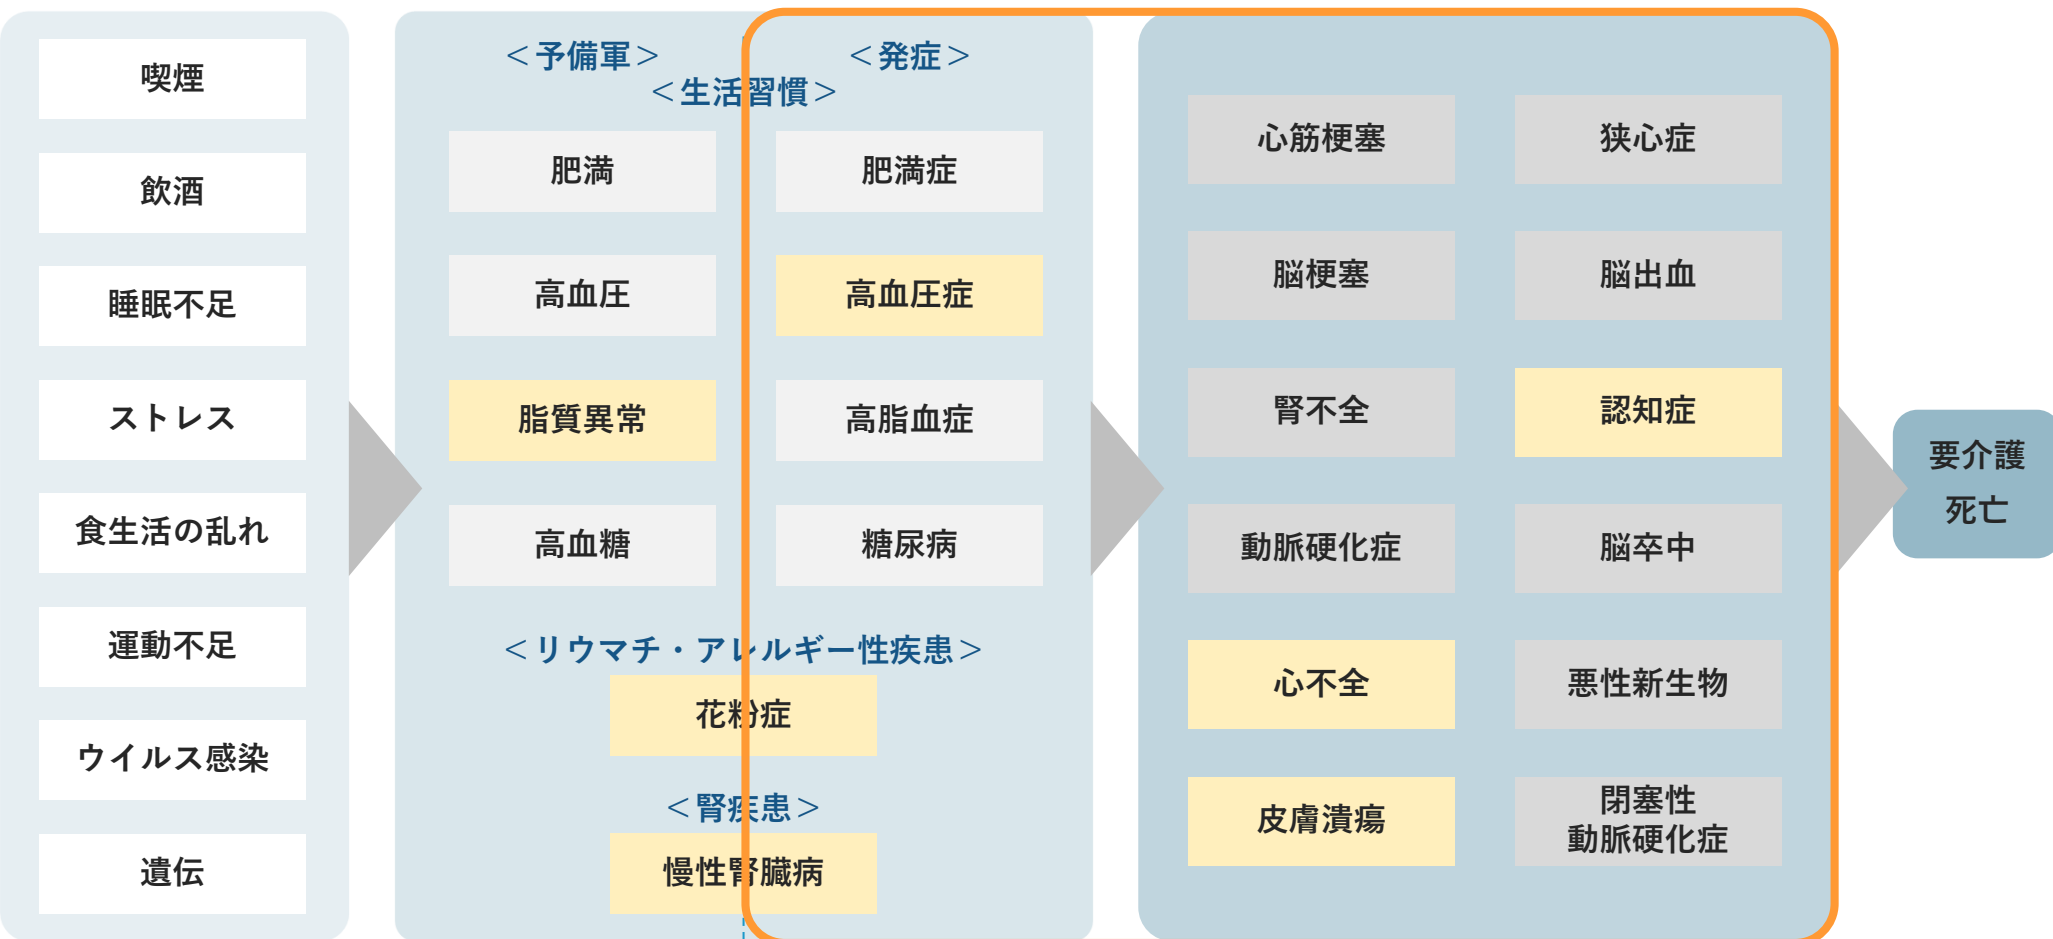 喫煙
飲酒
睡眠不足
ストレス
食生活の乱れ
運動不足
ウイルス感染
遺伝
＜予備軍＞ ＜発症＞
＜生活習慣＞
肥満 肥満症
高血圧 高血圧症
脂質異常 高脂血症
高血糖 糖尿病
＜リウマチ・アレルギー性疾患＞
花粉症
＜腎疾患＞
慢性腎臓病
心筋梗塞 狭心症
脳梗塞 脳出血
腎不全 認知症
動脈硬化症 脳卒中
心不全 悪性新生物
皮膚潰瘍 閉塞性
動脈硬化症
要介護
死亡